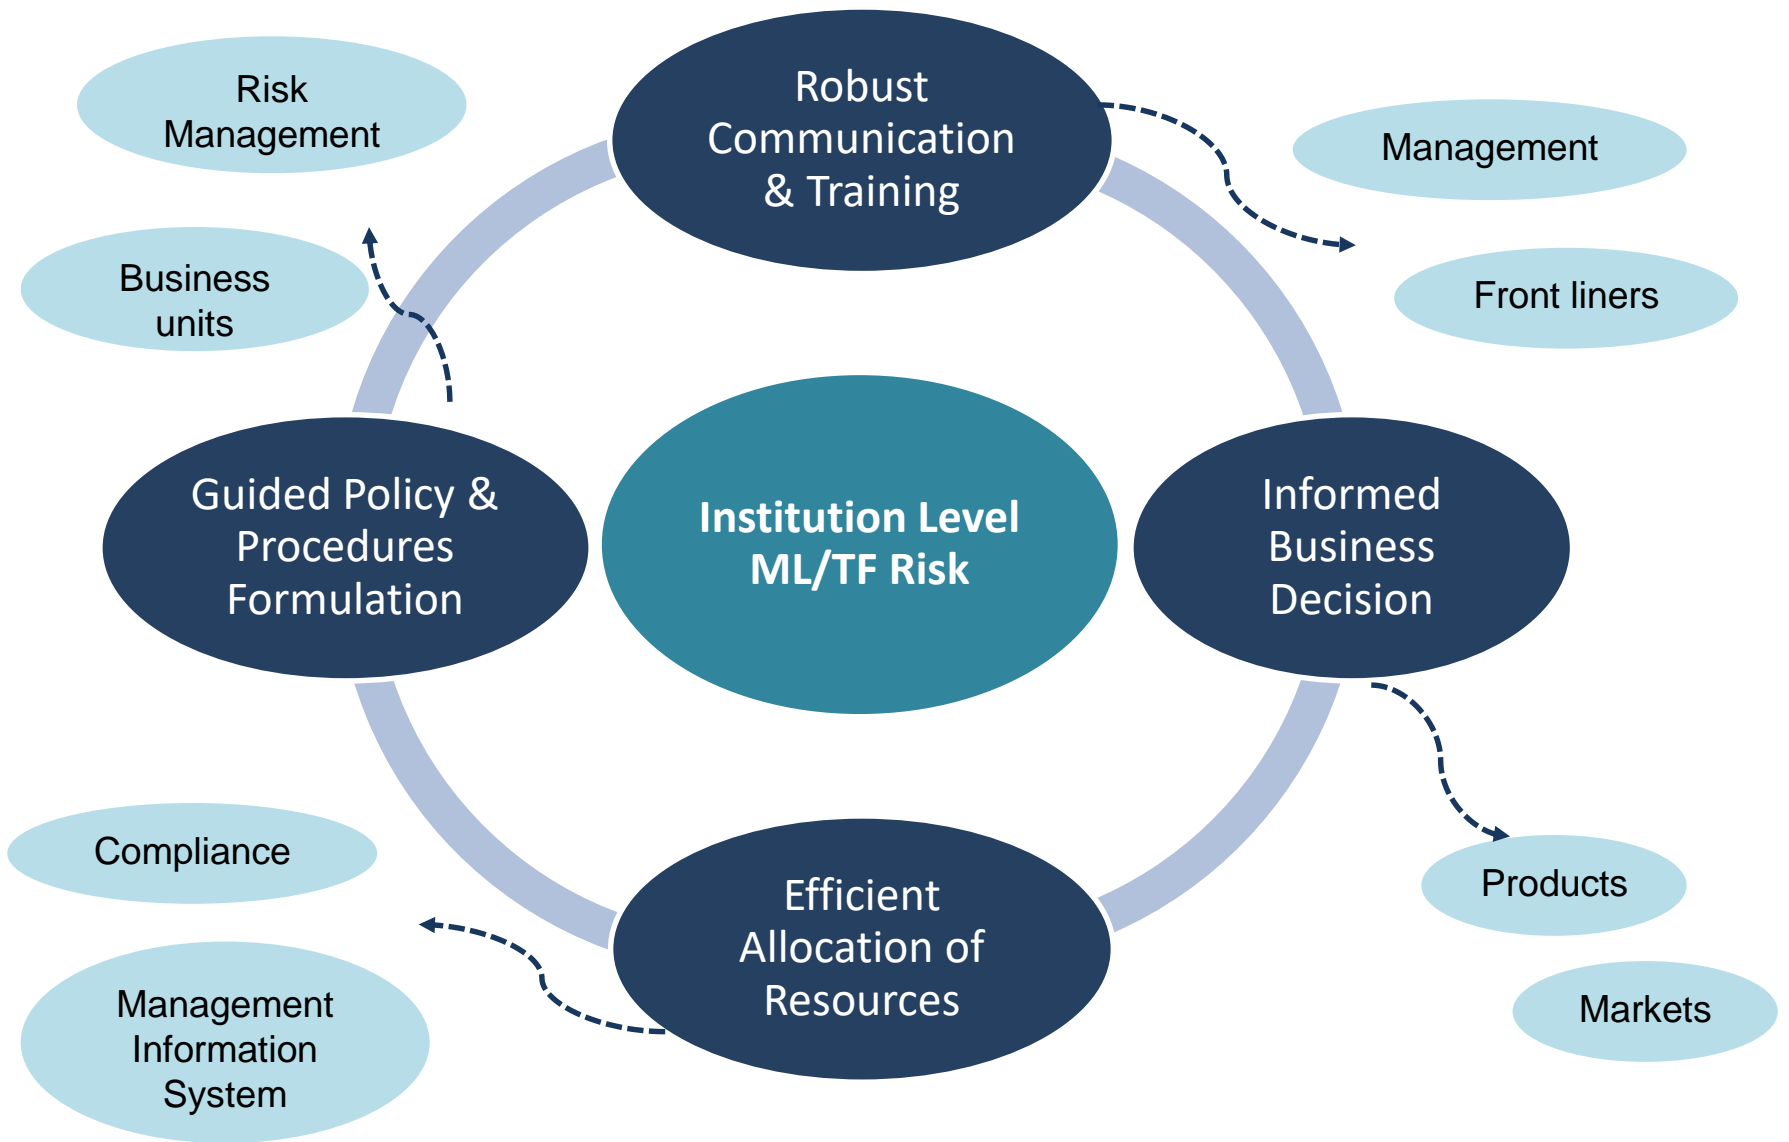 Robust
Communication
& Training
Risk
Management
Management
Business
units
Front liners
Guided Policy &
Procedures
Formulation
Institution Level
ML/TF Risk
Informed
Business
Decision
Compliance
Efficient
Allocation of
Resources
Products
Management
Information
System
Markets